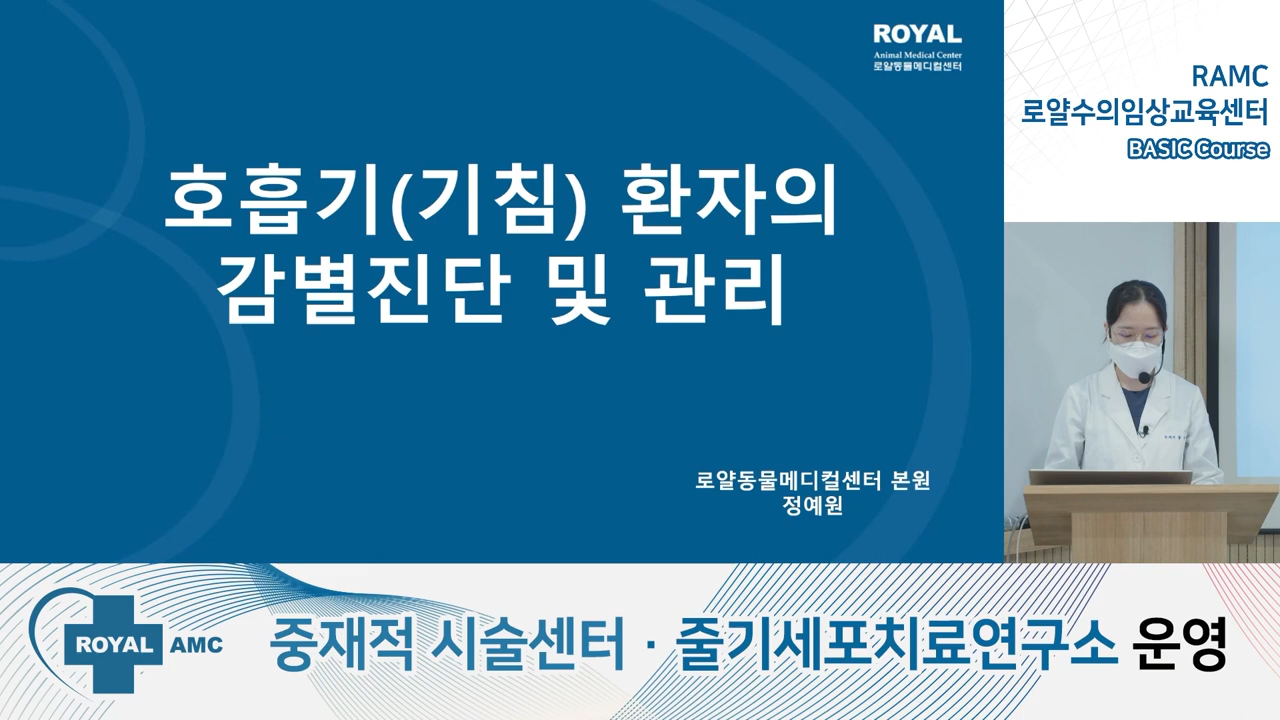 ROYAL
Animal Medical Center
로얄동물메디컬센터
호흡기(기침) 환자의
감별진단 및 관리
로얄동물메디컬센터 본원
정예원
RAMC
로얄수의임상교육센터
BASIC Course
ROYAL AMC
중재적 시술센터 · 줄기세포치료연구소 운영